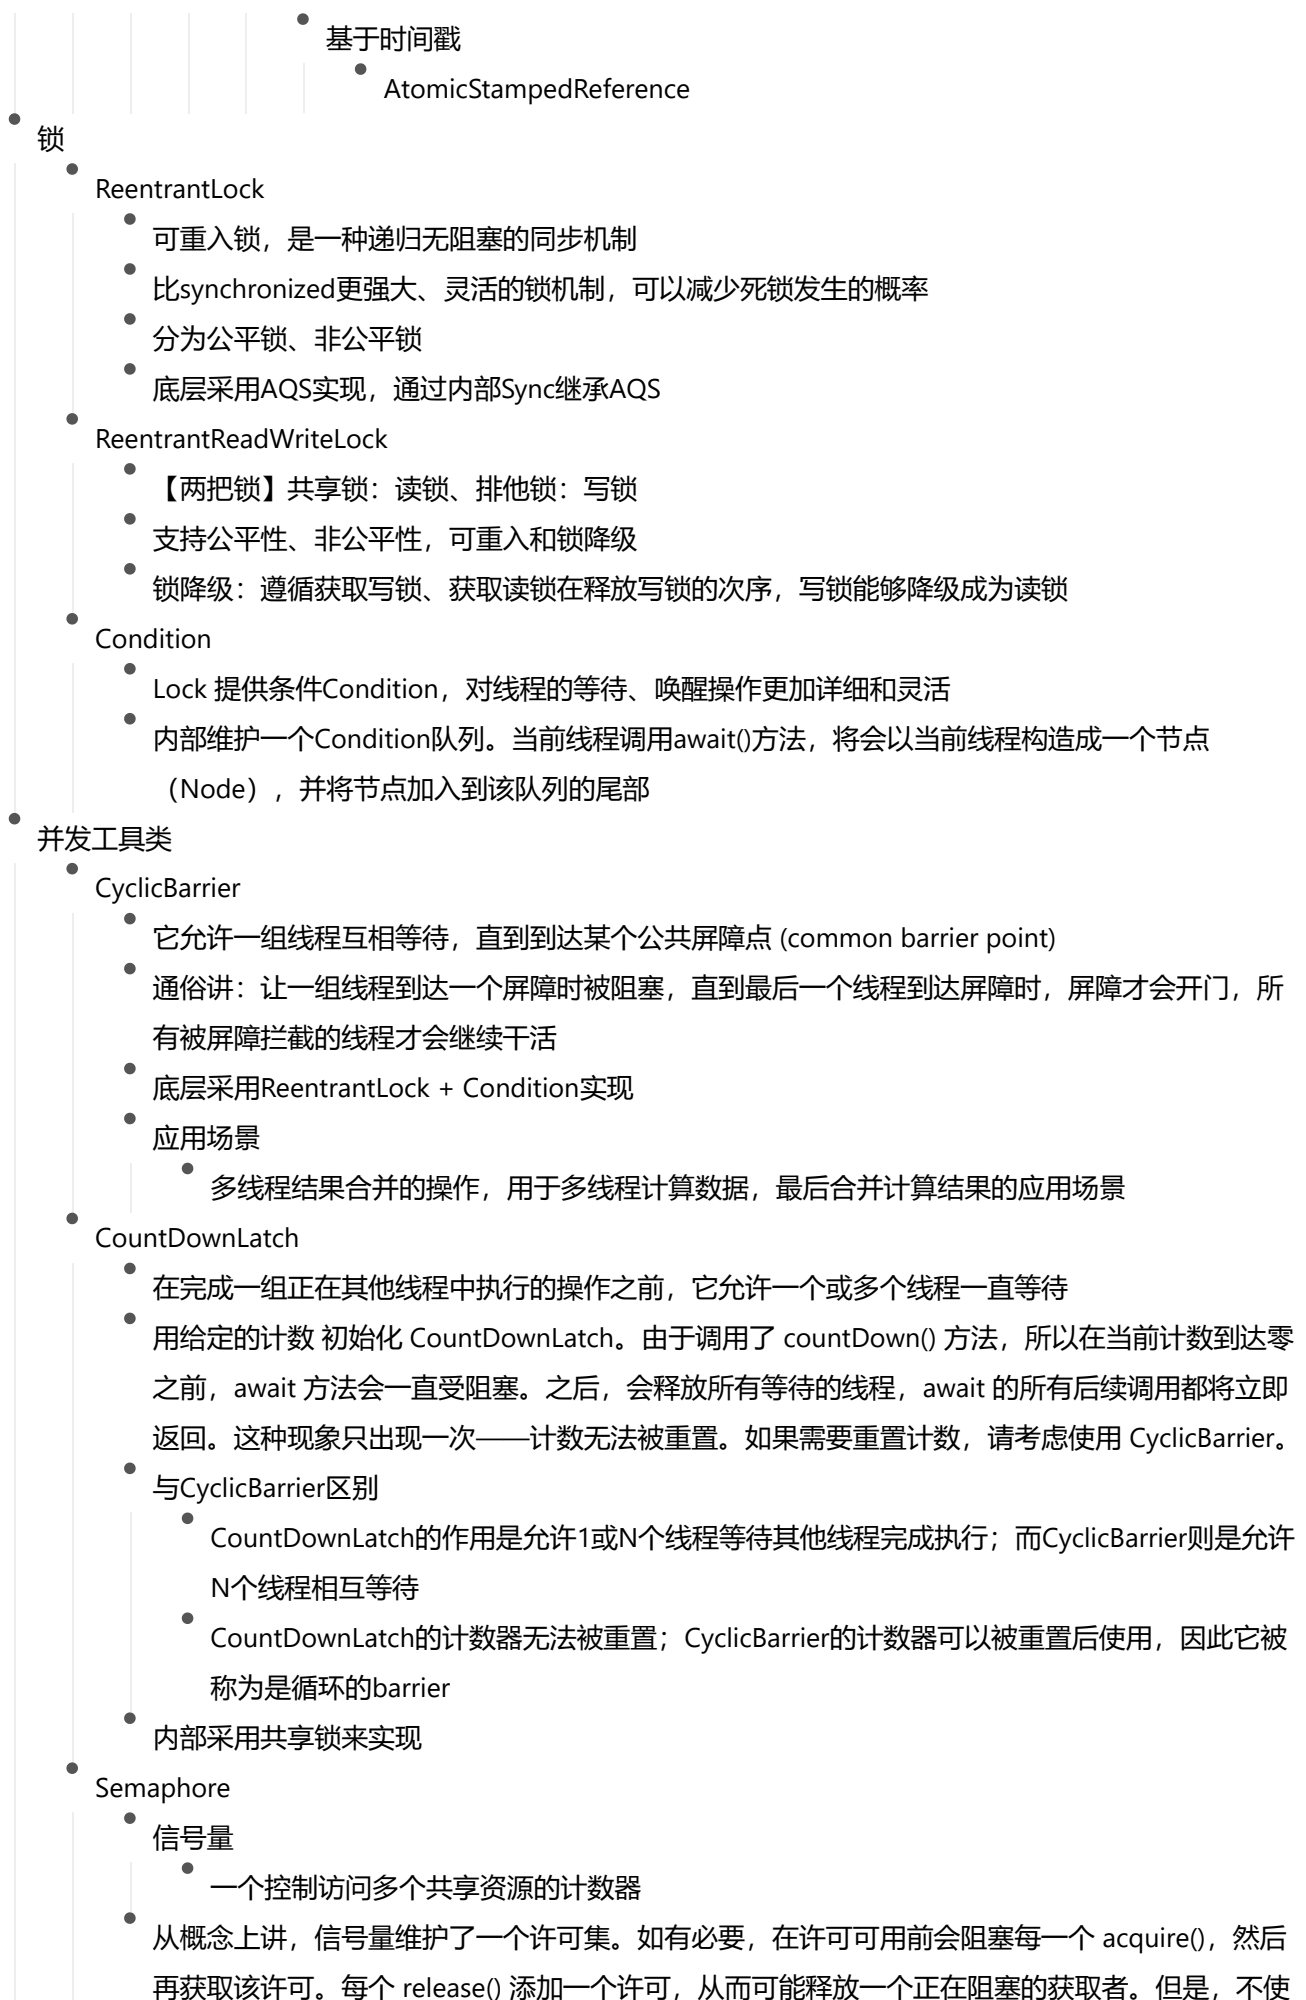 基于时间戳
AtomicStampedReference
锁
ReentrantLock
可重入锁，是一种递归无阻塞的同步机制
比synchronized更强大、灵活的锁机制，可以减少死锁发生的概率
分为公平锁、非公平锁
底层采用AQS实现，通过内部Sync继承AQS
ReentrantReadWriteLock
【两把锁】共享锁：读锁、排他锁：写锁
支持公平性、非公平性，可重入和锁降级
锁降级：遵循获取写锁、获取读锁在释放写锁的次序，写锁能够降级成为读锁
Condition
Lock 提供条件Condition，对线程的等待、唤醒操作更加详细和灵活
内部维护一个Condition队列。当前线程调用await()方法，将会以当前线程构造成一个节点
（Node），并将节点加入到该队列的尾部
并发工具类
CyclicBarrier
它允许一组线程互相等待，直到到达某个公共屏障点 (common barrier point)
通俗讲：让一组线程到达一个屏障时被阻塞，直到最后一个线程到达屏障时，屏障才会开门，所
有被屏障拦截的线程才会继续干活
底层采用ReentrantLock + Condition实现
应用场景
多线程结果合并的操作，用于多线程计算数据，最后合并计算结果的应用场景
CountDownLatch
在完成一组正在其他线程中执行的操作之前，它允许一个或多个线程一直等待
用给定的计数 初始化 CountDownLatch。由于调用了 countDown() 方法，所以在当前计数到达零
之前，await 方法会一直受阻塞。之后，会释放所有等待的线程，await 的所有后续调用都将立即
返回。这种现象只出现一次——计数无法被重置。如果需要重置计数，请考虑使用 CyclicBarrier。
与CyclicBarrier区别
CountDownLatch的作用是允许1或N个线程等待其他线程完成执行；而CyclicBarrier则是允许
N个线程相互等待
CountDownLatch的计数器无法被重置；CyclicBarrier的计数器可以被重置后使用，因此它被
称为是循环的barrier
内部采用共享锁来实现
Semaphore
信号量
一个控制访问多个共享资源的计数器
从概念上讲，信号量维护了一个许可集。如有必要，在许可可用前会阻塞每一个 acquire()，然后
再获取该许可。每个 release() 添加一个许可，从而可能释放一个正在阻塞的获取者。但是，不使